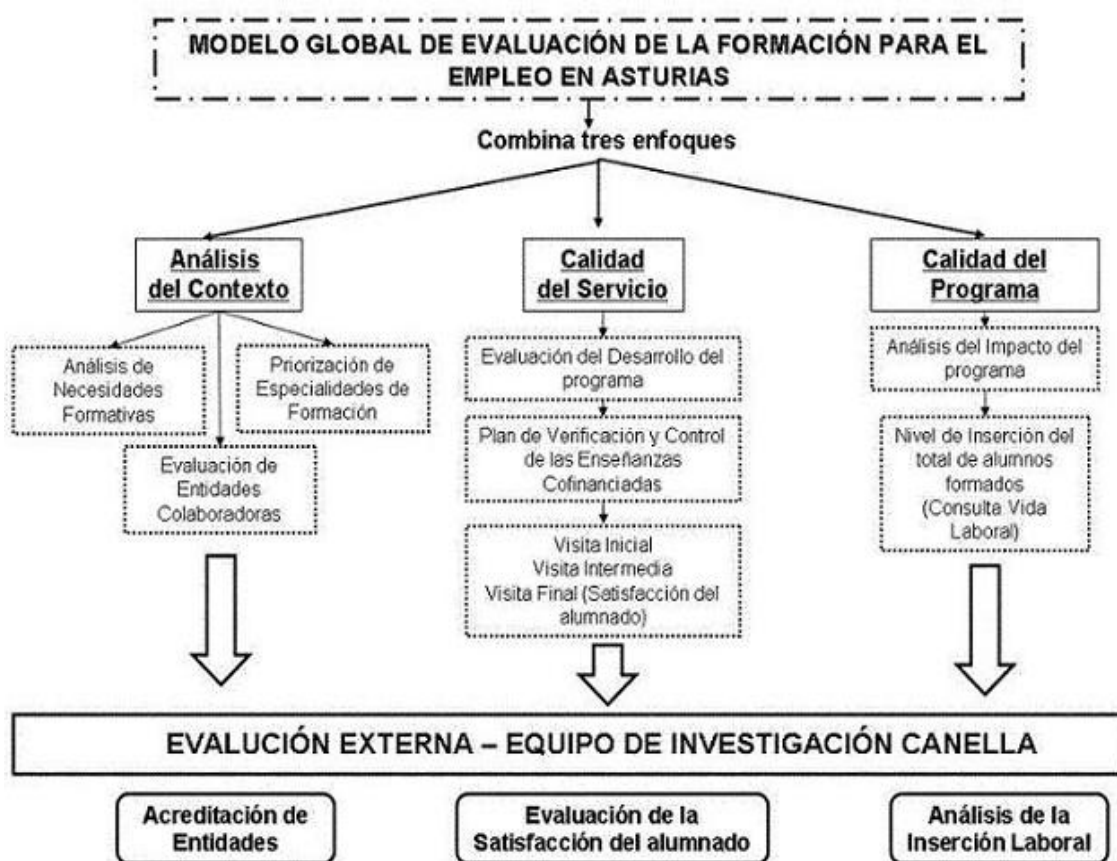 MODELO GLOBAL DE EVALUACIÓN DE LA FORMACIÓN PARA EL
EMPLEO EN ASTURIAS
Combina tres enfoques
Análisis
del Contexto
Calidad
del Servicio
Calidad del
Programa
Análisis de
Necesidades
Formativas
Priorización de
Especialidades de
Formación
Evaluación de
Entidades
Colaboradoras
Evaluación del Desarrollo del
programa
Plan de Verificación y Control
de las Enseñanzas
Cofinanciadas
Visita Inicial
Visita Intermedia
Visita Final (Satisfacción del
alumnado)
Análisis del Impacto del
programa
Nivel de Inserción del
total de alumnos
formados
(Consulta Vida
Laboral)
EVALUCIÓN EXTERNA – EQUIPO DE INVESTIGACIÓN CANELLA
Acreditación de
Entidades
Evaluación de la
Satisfacción del alumnado
Análisis de la
Inserción Laboral